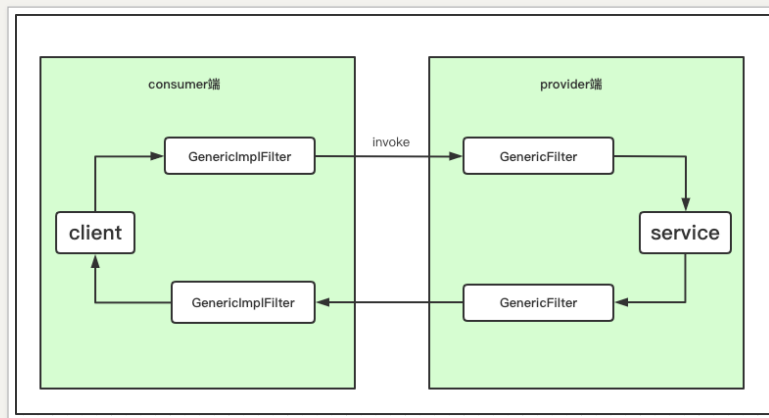 consumer端
provider端
GenericImplFilter
invoke
GenericFilter
client
service
GenericImplFilter
GenericFilter